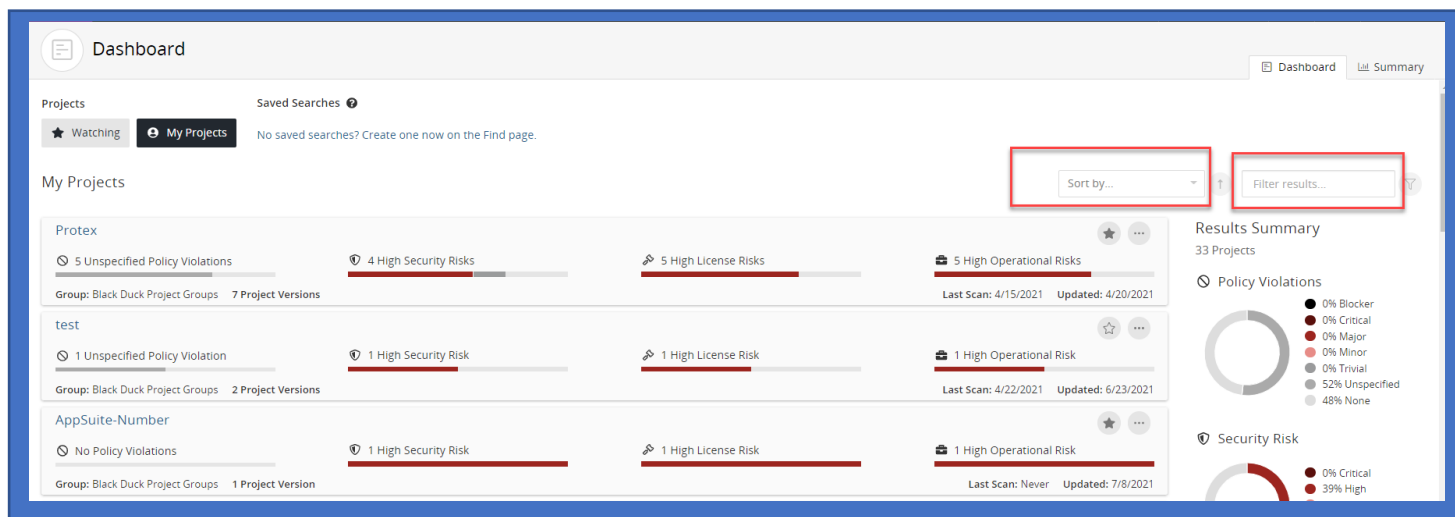 Dashboard
Dashboard Summary
Projects Saved Searches
Watching My Projects No saved searches? Create one now on the Find page.
My Projects Sort by... Filter results...
Protex
5 Unspecified Policy Violations 4 High Security Risks 5 High License Risks 5 High Operational Risks
Group: Black Duck Project Groups 7 Project Versions Last Scan: 4/15/2021 Updated: 4/20/2021
test
1 Unspecified Policy Violation 1 High Security Risk 1 High License Risk 1 High Operational Risk
Group: Black Duck Project Groups 2 Project Versions Last Scan: 4/22/2021 Updated: 6/23/2021
AppSuite-Number
No Policy Violations 1 High Security Risk 1 High License Risk 1 High Operational Risk
Group: Black Duck Project Groups 1 Project Version Last Scan: Never Updated: 7/8/2021
Results Summary
33 Projects
Policy Violations
0% Blocker
0% Critical
0% Major
0% Minor
0% Trivial
52% Unspecified
48% None
Security Risk
0% Critical
39% High